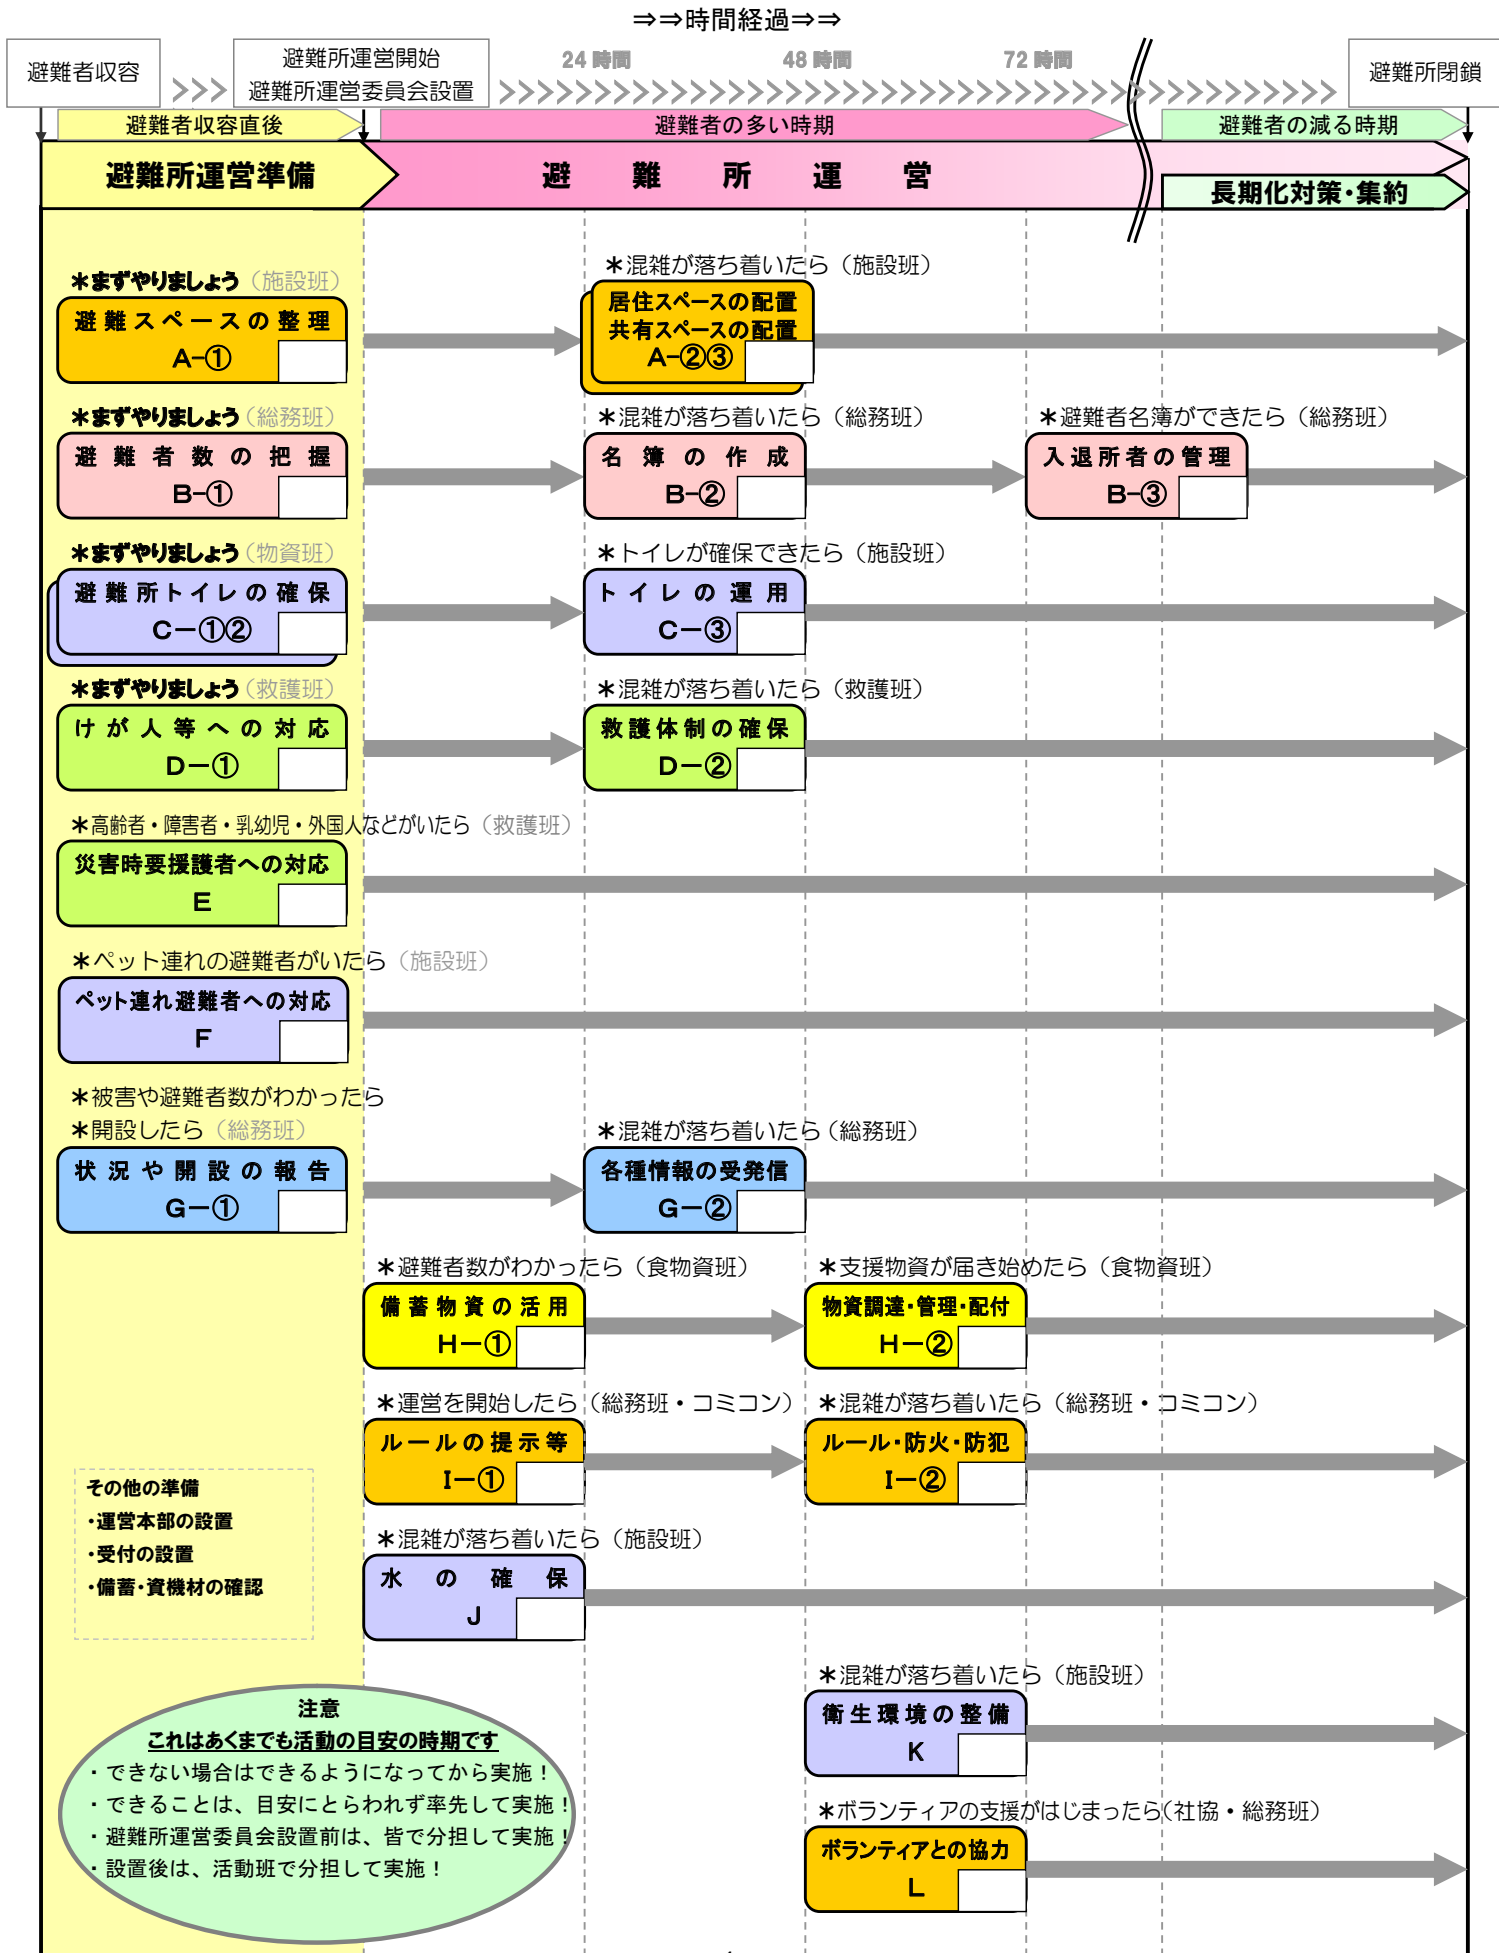 ⇒⇒時間経過⇒⇒
避難者収容
避難所運営開始
避難所運営委員会設置
24 時間
48 時間
72 時間
避難所閉鎖
避難者収容直後
避難者の多い時期
避難者の減る時期
避難所運営準備
避難所運営
長期化対策・集約
＊まずやりましょう（施設班）
避難スペースの整理
A-①
＊混雑が落ち着いたら（施設班）
居住スペースの配置
共有スペースの配置
A-②③
＊まずやりましょう（総務班）
避難者数の把握
B-①
＊混雑が落ち着いたら（総務班）
名簿の作成
B-②
＊避難者名簿ができたら（総務班）
入退所者の管理
B-③
＊まずやりましょう（物資班）
避難所トイレの確保
C－①②
＊トイレが確保できたら（施設班）
トイレの運用
C－③
＊まずやりましょう（救護班）
けが人等への対応
D－①
＊混雑が落ち着いたら（救護班）
救護体制の確保
D－②
＊高齢者・障害者・乳幼児・外国人などがいたら（救護班）
災害時要援護者への対応
E
＊ペット連れの避難者がいたら（施設班）
ペット連れ避難者への対応
F
＊被害や避難者数がわかったら
＊開設したら（総務班）
状況や開設の報告
G－①
＊混雑が落ち着いたら（総務班）
各種情報の受発信
G－②
＊避難者数がわかったら（食物資班）
備蓄物資の活用
H－①
＊支援物資が届き始めたら（食物資班）
物資調達・管理・配付
H－②
＊運営を開始したら（総務班・コミコン）
ルールの提示等
I－①
＊混雑が落ち着いたら（総務班・コミコン）
ルール・防火・防犯
I－②
その他の準備
・運営本部の設置
・受付の設置
・備蓄・資機材の確認
＊混雑が落ち着いたら（施設班）
水の確保
J
＊混雑が落ち着いたら（施設班）
衛生環境の整備
K
注意
これはあくまでも活動の目安の時期です
・できない場合はできるようになってから実施！
・できることは、目安にとらわれず率先して実施！
・避難所運営委員会設置前は、皆で分担して実施！
・設置後は、活動班で分担して実施！
＊ボランティアの支援がはじまったら（社協・総務班）
ボランティアとの協力
L